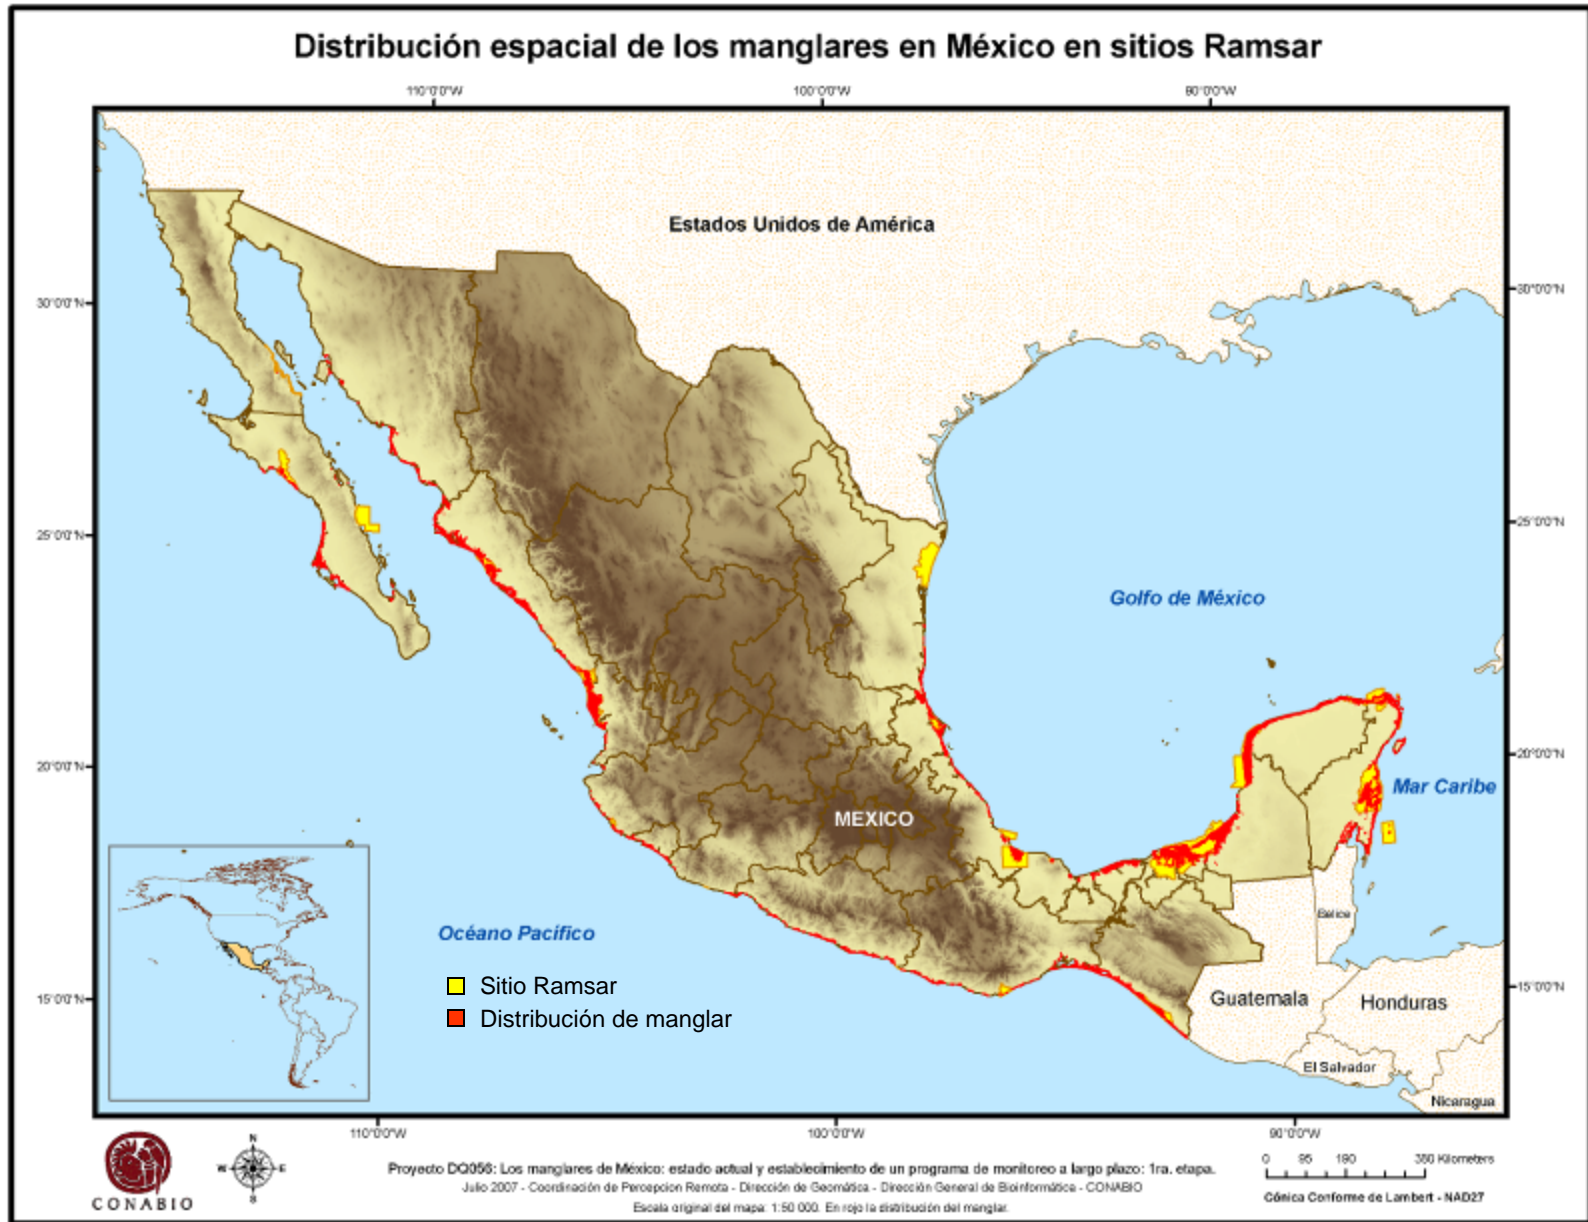 Distribución espacial de los manglares en México en sitios Ramsar
110°0'0"W 100°0'0"W 90°0'0"W
Estados Unidos de América
30°0'0"N 30°0'0"N
25°0'0"N 25°0'0"N
Golfo de México
20°0'0"N 20°0'0"N
Mar Caribe
MEXICO
Belice
Océano Pacífico
Sitio Ramsar
Distribución de manglar
15°0'0"N 15°0'0"N
Guatemala
Honduras
El Salvador
Nicaragua
110°0'0"W 100°0'0"W 90°0'0"W
CONABIO
N
W E
S
Proyecto DQ056: Los manglares de México: estado actual y establecimiento de un programa de monitoreo a largo plazo: 1ra. etapa.
Julio 2007 - Coordinación de Percepcion Remota - Dirección de Geomática - Dirección General de Bioinformática - CONABIO
Escala original del mapa: 1:50 000. En rojo la distribución del manglar.
0 95 190 380 Kilometers
Cónica Conforme de Lambert - NAD27